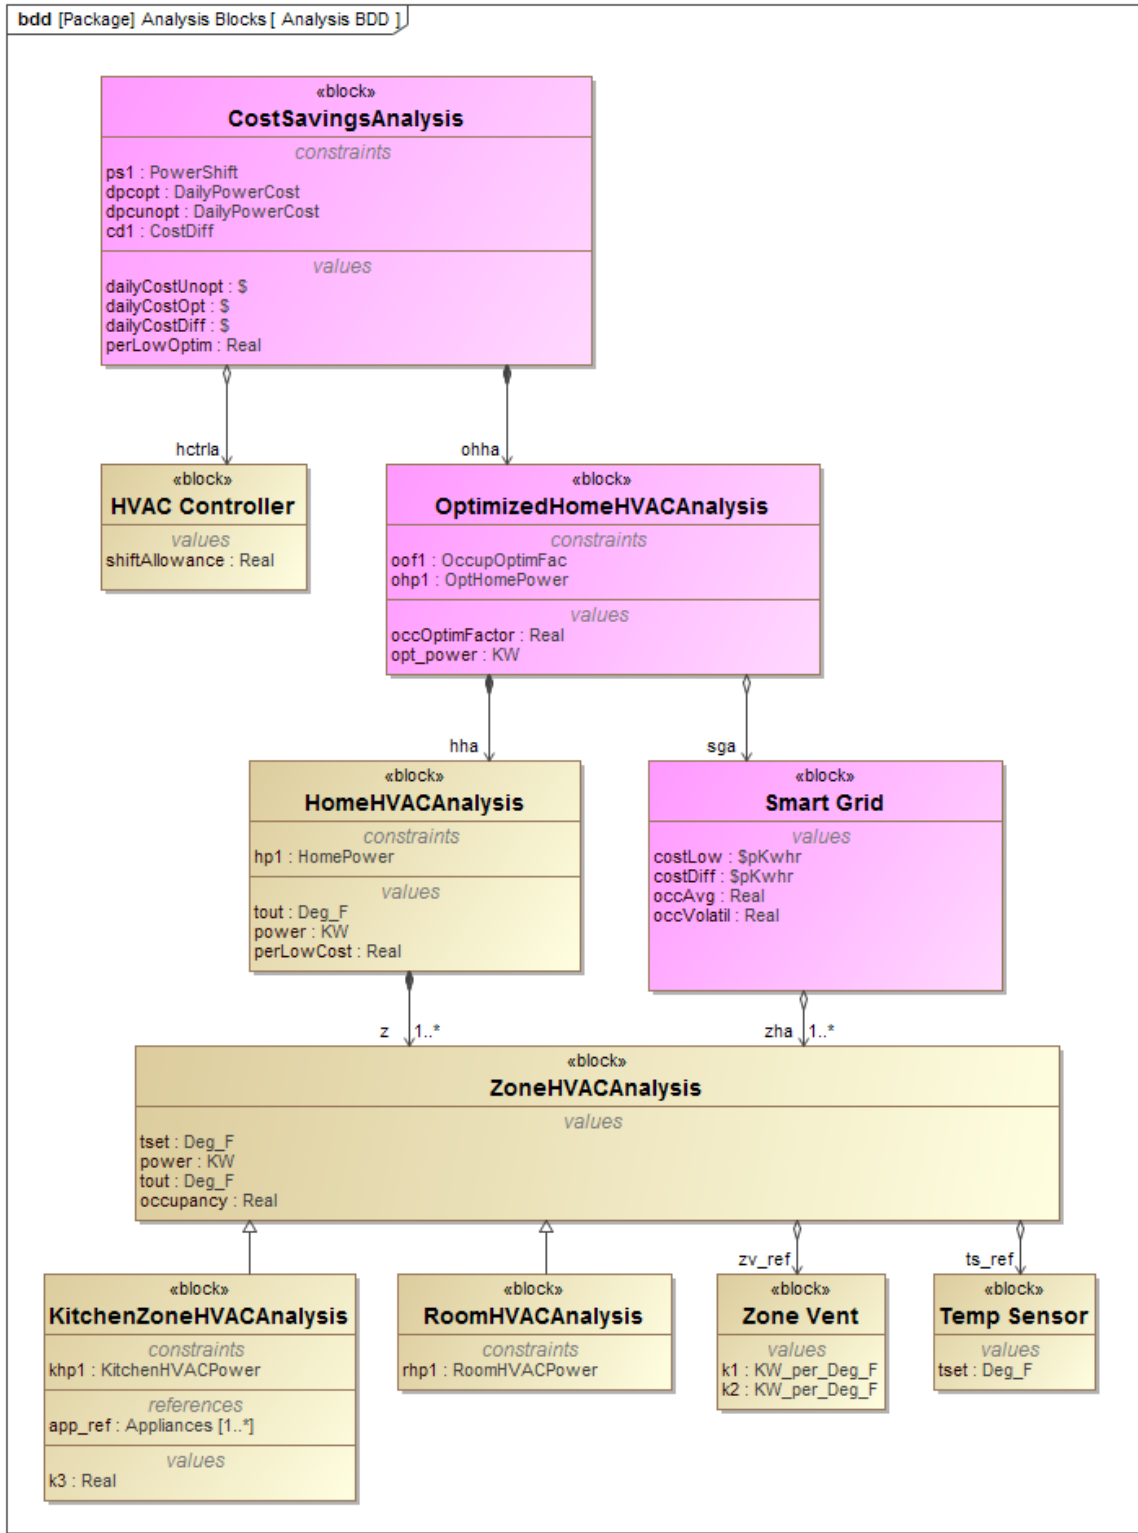 bdd [Package] Analysis Blocks [ Analysis BDD ]
«block»
CostSavingsAnalysis
constraints
ps1 : PowerShift
dpcopt : DailyPowerCost
dpcunopt : DailyPowerCost
cd1 : CostDiff
values
dailyCostUnopt : $
dailyCostOpt : $
dailyCostDiff : $
perLowOptim : Real
hctrla
ohha
«block»
HVAC Controller
values
shiftAllowance : Real
«block»
OptimizedHomeHVACAnalysis
constraints
oof1 : OccupOptimFac
ohp1 : OptHomePower
values
occOptimFactor : Real
opt_power : KW
hha
sga
«block»
HomeHVACAnalysis
constraints
hp1 : HomePower
values
tout : Deg_F
power : KW
perLowCost : Real
«block»
Smart Grid
values
costLow : $pKwhr
costDiff : $pKwhr
occAvg : Real
occVolatil : Real
z 1..*
zha 1..*
«block»
ZoneHVACAnalysis
values
tset : Deg_F
power : KW
tout : Deg_F
occupancy : Real
zv_ref
ts_ref
«block»
KitchenZoneHVACAnalysis
constraints
khp1 : KitchenHVACPower
references
app_ref : Appliances [1..*]
values
k3 : Real
«block»
RoomHVACAnalysis
constraints
rhp1 : RoomHVACPower
«block»
Zone Vent
values
k1 : KW_per_Deg_F
k2 : KW_per_Deg_F
«block»
Temp Sensor
values
tset : Deg_F